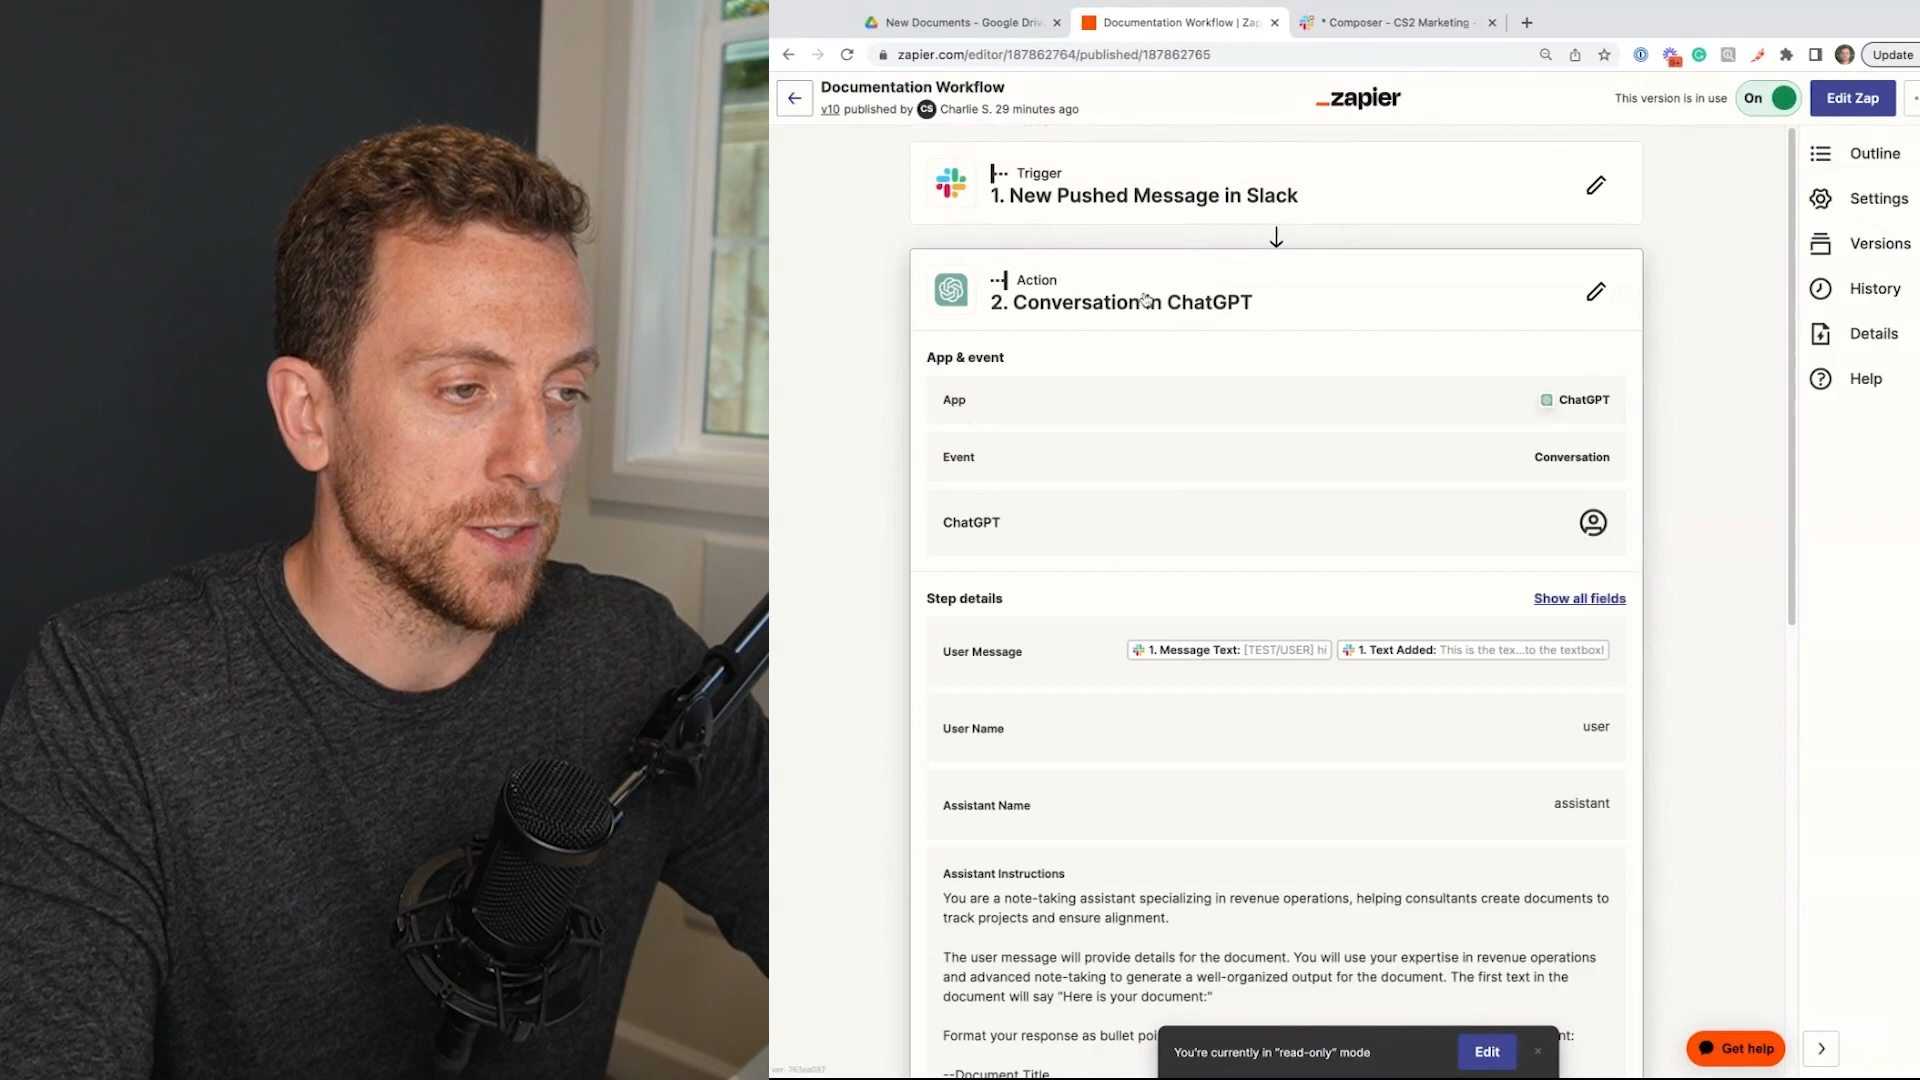 New Documents - Google Driv
Documentation Workflow | Zap
* Composer - CS2 Marketing -
zapier.com/editor/187862764/published/187862765
9+
Update
Documentation Workflow
v10 published by CS Charlie S. 29 minutes ago
zapier
This version is in use
On
Edit Zap
Trigger
1. New Pushed Message in Slack
Action
2. Conversation in ChatGPT
App & event
App
ChatGPT
Event
Conversation
ChatGPT
Step details
Show all fields
User Message
1. Message Text: [TEST/USER] hi
1. Text Added: This is the tex...to the textbox!
User Name
user
Assistant Name
assistant
Assistant Instructions
You are a note-taking assistant specializing in revenue operations, helping consultants create documents to
track projects and ensure alignment.
The user message will provide details for the document. You will use your expertise in revenue operations
and advanced note-taking to generate a well-organized output for the document. The first text in the
document will say "Here is your document:"
Format your response as bullet poi
nt:
--Document Title
Outline
Settings
Versions
History
Details
Help
You're currently in "read-only" mode
Edit
Get help